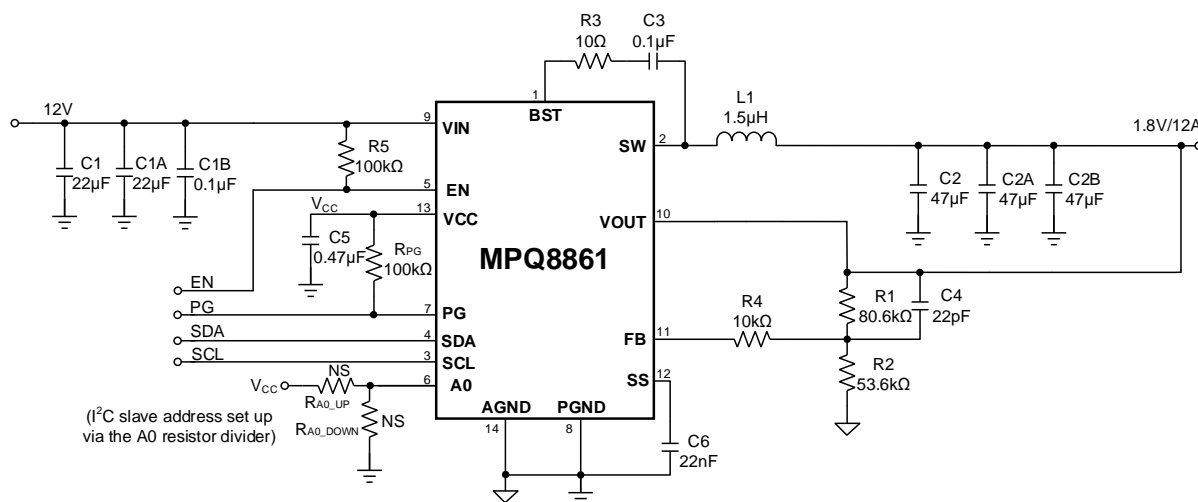 R3
10Ω
C3
0.1µF
12V
1
BST
L1
1.5µH
1.8V/12A
9
VIN
SW
2
C1
22µF
C1A
22µF
C1B
0.1µF
R5
100kΩ
5
EN
C2
47µF
C2A
47µF
C2B
47µF
VCC
13
VCC
VOUT
10
C5
0.47µF
RPG
100kΩ
MPQ8861
EN
R1
80.6kΩ
C4
22pF
PG
7
PG
R4
10kΩ
SDA
4
SDA
FB
11
SCL
3
SCL
R2
53.6kΩ
VCC
NS
6
A0
SS
12
RA0_UP
(I2C slave address set up
via the A0 resistor divider)
RA0_DOWN
NS
AGND
PGND
14
8
C6
22nF